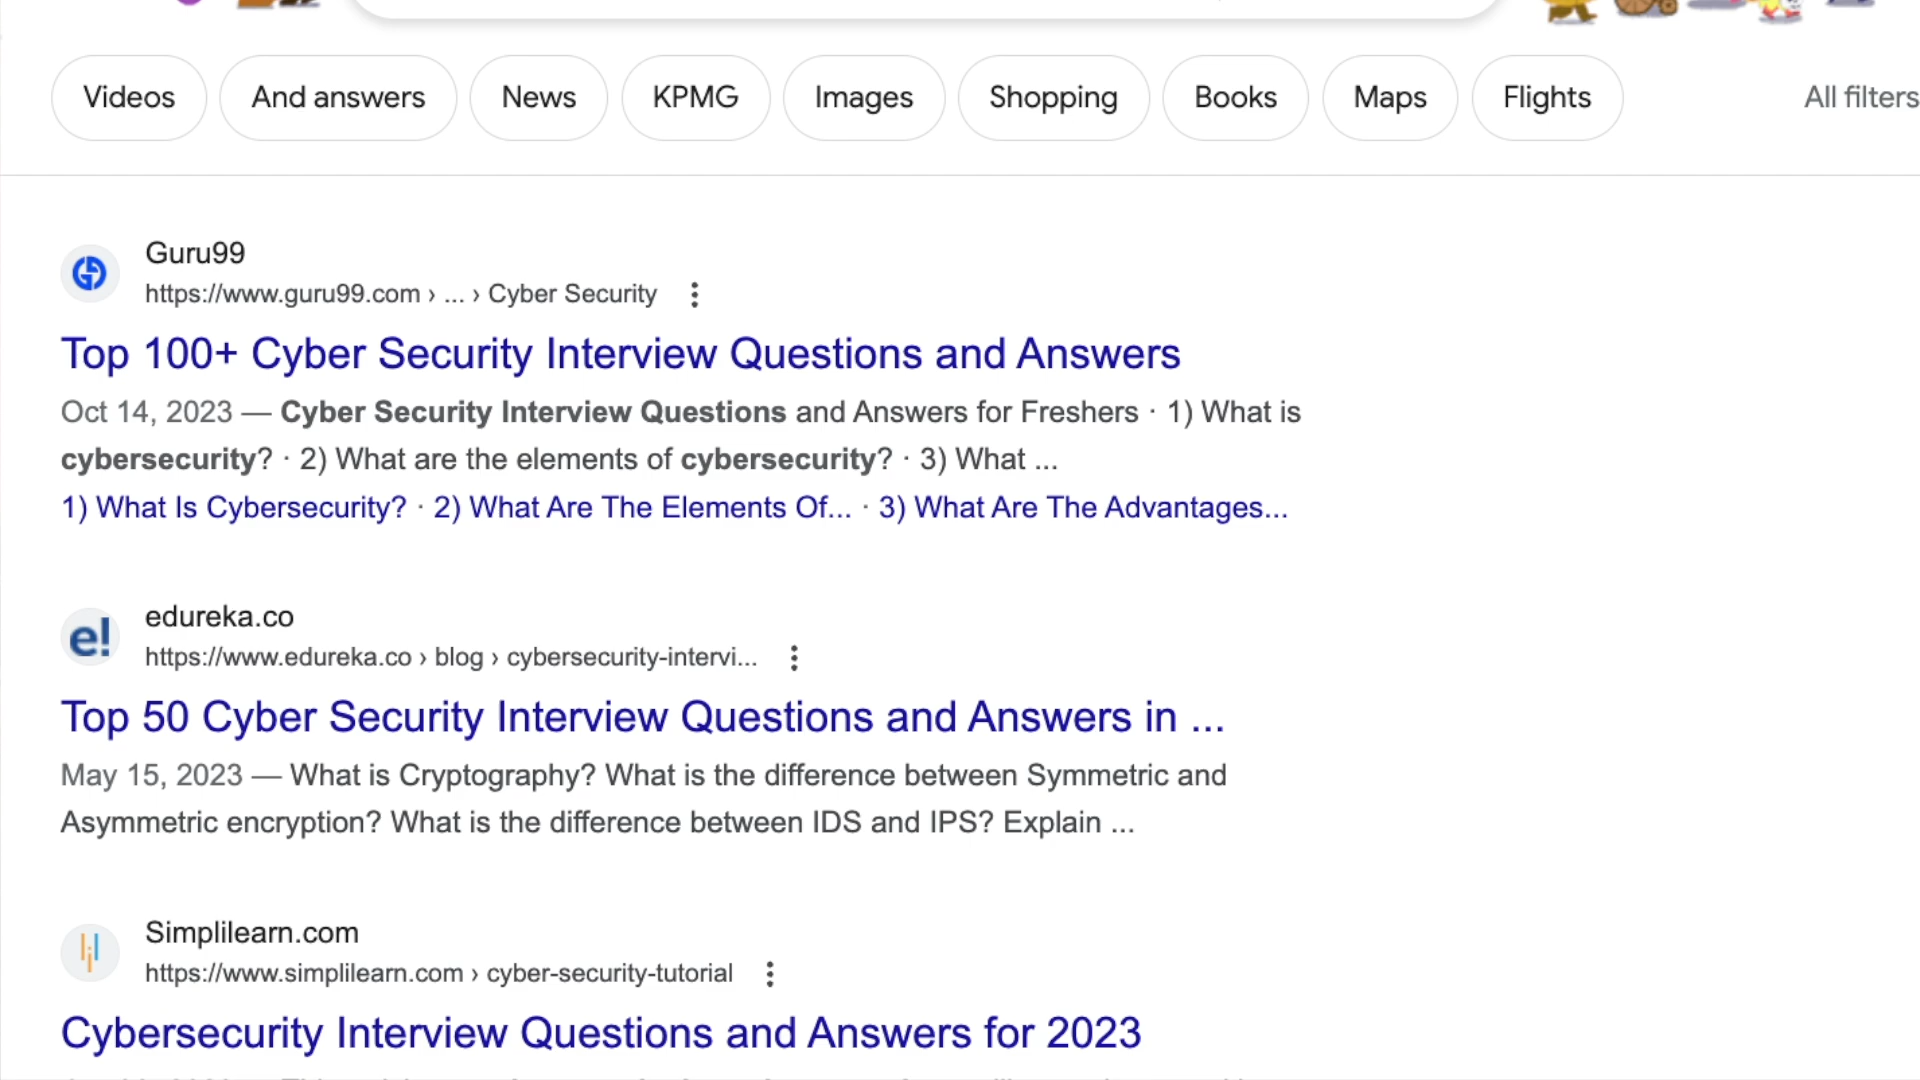 Videos
And answers
News
KPMG
Images
Shopping
Books
Maps
Flights
All filters
Guru99
https://www.guru99.com › ... › Cyber Security
Top 100+ Cyber Security Interview Questions and Answers
Oct 14, 2023 — Cyber Security Interview Questions and Answers for Freshers · 1) What is
cybersecurity? · 2) What are the elements of cybersecurity? · 3) What ...
1) What Is Cybersecurity? · 2) What Are The Elements Of... · 3) What Are The Advantages...
e!
edureka.co
https://www.edureka.co › blog › cybersecurity-intervi...
Top 50 Cyber Security Interview Questions and Answers in ...
May 15, 2023 — What is Cryptography? What is the difference between Symmetric and
Asymmetric encryption? What is the difference between IDS and IPS? Explain ...
Simplilearn.com
https://www.simplilearn.com › cyber-security-tutorial
Cybersecurity Interview Questions and Answers for 2023